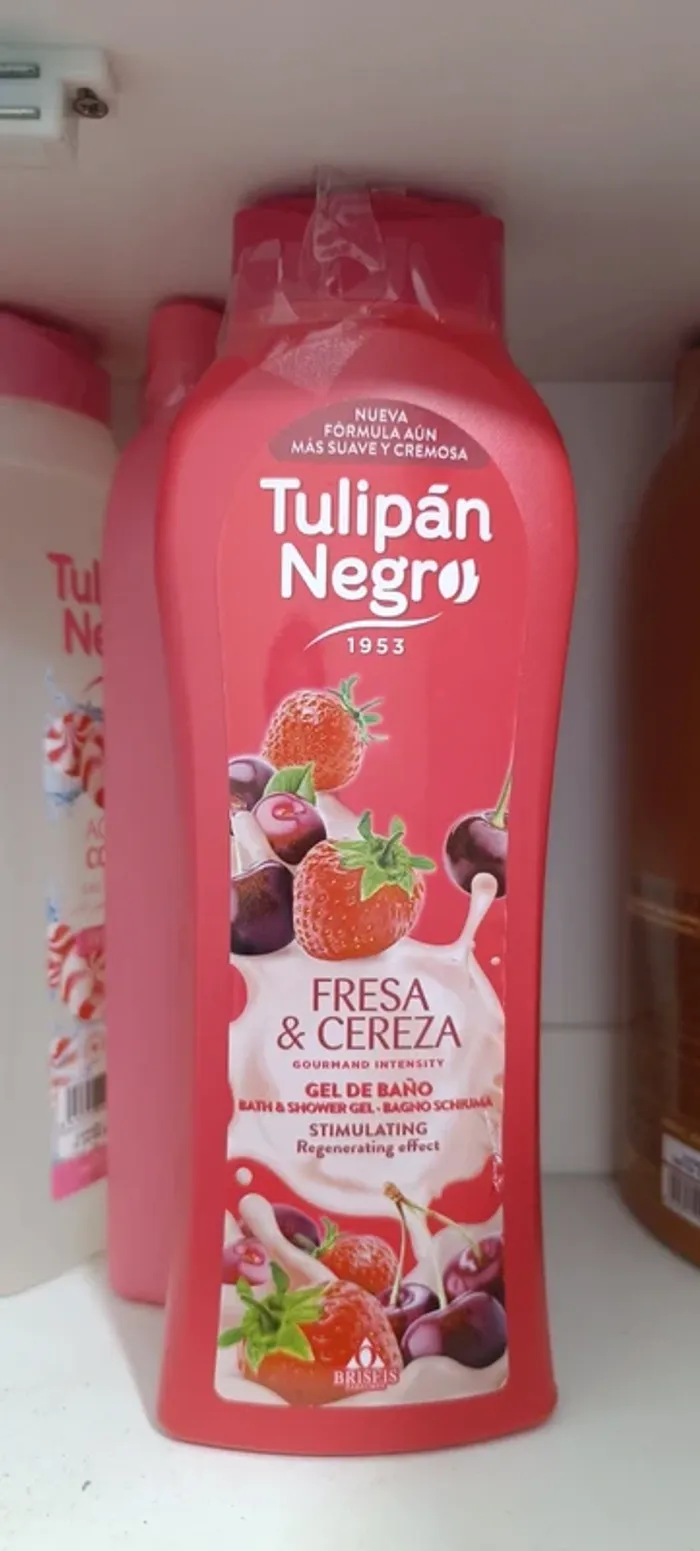 NUEVA
FÓRMULA AÚN
MÁS SUAVE Y CREMOSA
Tulipán
Negro
1953
FRESA
& CEREZA
GOURMAND INTENSITY
GEL DE BAÑO
BATH & SHOWER GEL - BAGNO SCHIUMA
STIMULATING
Regenerating effect
BRISEIS
Tul
Ne